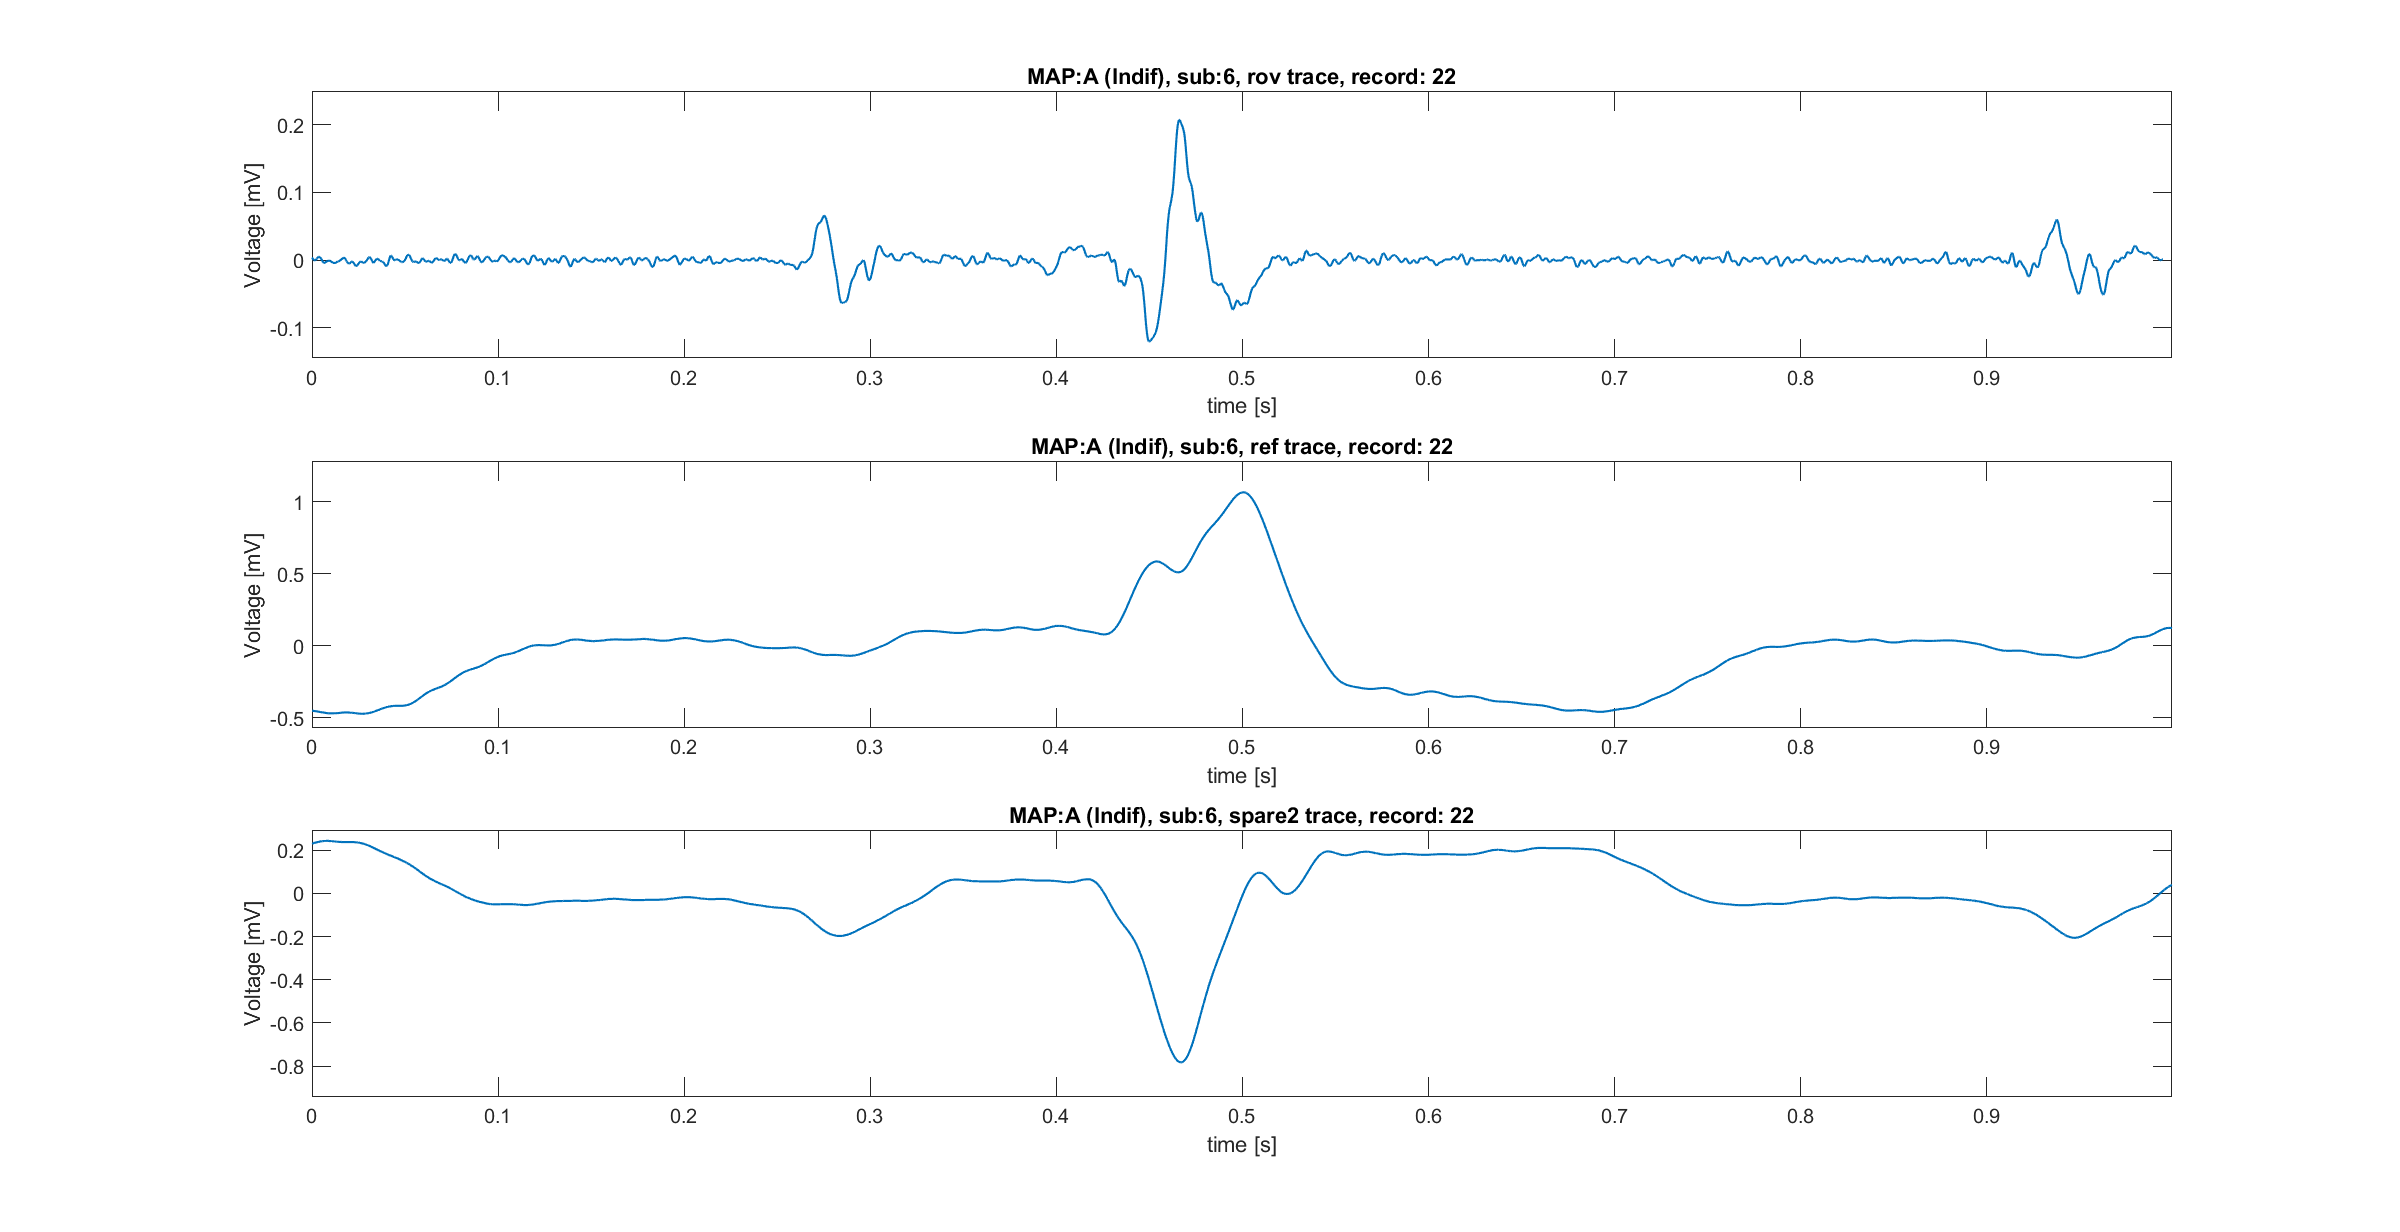 MAP:A (Indif), sub:6, rov trace, record: 22
Voltage [mV]
0.2
0.1
0
-0.1
0 0.1 0.2 0.3 0.4 0.5 0.6 0.7 0.8 0.9
time [s]
MAP:A (Indif), sub:6, ref trace, record: 22
Voltage [mV]
1
0.5
0
-0.5
0 0.1 0.2 0.3 0.4 0.5 0.6 0.7 0.8 0.9
time [s]
MAP:A (Indif), sub:6, spare2 trace, record: 22
Voltage [mV]
0.2
0
-0.2
-0.4
-0.6
-0.8
0 0.1 0.2 0.3 0.4 0.5 0.6 0.7 0.8 0.9
time [s]